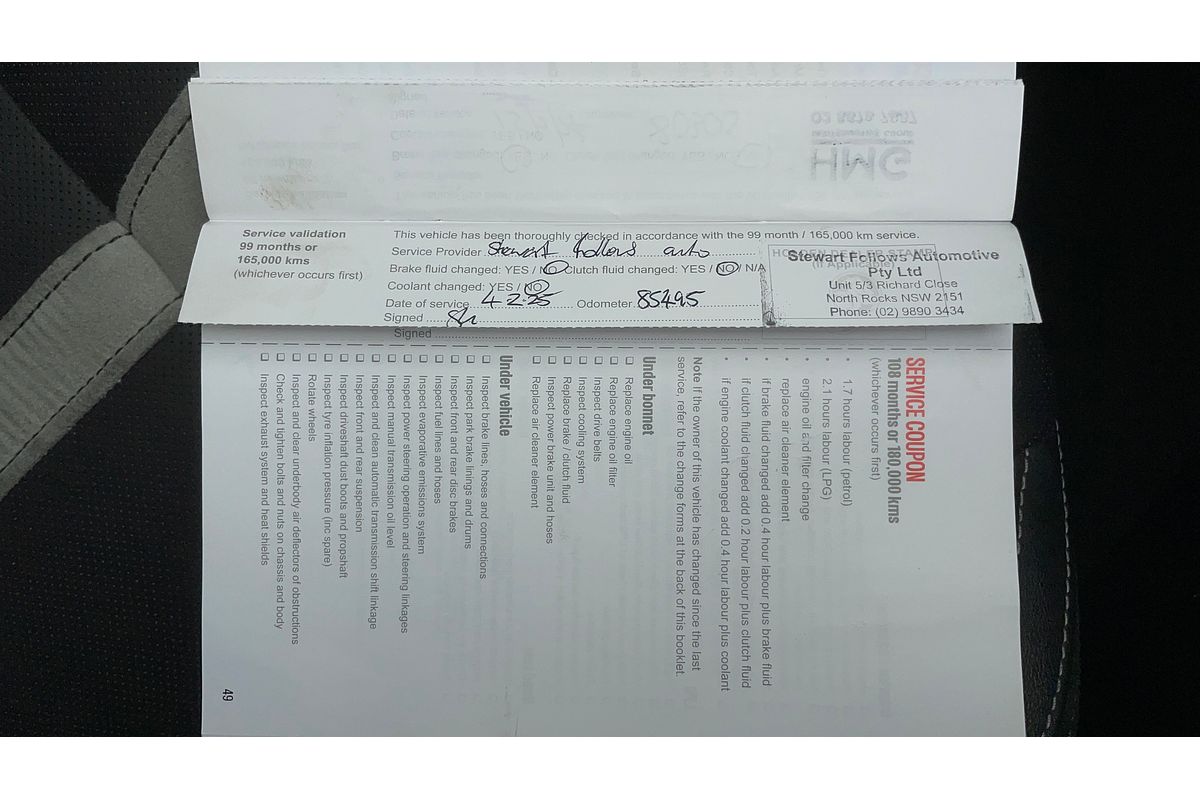 Service validation
99 months or
165,000 kms
(whichever occurs first)
This vehicle has been thoroughly checked in accordance with the 99 month / 165,000 km service.
Service Provider Stewart Follows auto
Brake fluid changed: YES / NO Clutch fluid changed: YES / NO / N/A
Coolant changed: YES / NO
Date of service 4 2 25 Odometer 85495
Signed
Signed
HOLDEN DEALER STAMP
(If Applicable)
Stewart Follows Automotive
Pty Ltd
Unit 5/3 Richard Close
North Rocks NSW 2151
Phone: (02) 9890 3434
SERVICE COUPON
108 months or 180,000 kms
(whichever occurs first)
• 1.7 hours labour (petrol)
• 2.1 hours labour (LPG)
• engine oil and filter change
• replace air cleaner element
• if brake fluid changed add 0.4 hour labour plus brake fluid
• if clutch fluid changed add 0.2 hour labour plus clutch fluid
• if engine coolant changed add 0.4 hour labour plus coolant
Note If the owner of this vehicle has changed since the last
service, refer to the change forms at the back of this booklet.
Under bonnet
❑ Replace engine oil
❑ Replace engine oil filter
❑ Inspect drive belts
❑ Inspect cooling system
❑ Replace brake / clutch fluid
❑ Inspect power brake unit and hoses
❑ Replace air cleaner element
Under vehicle
❑ Inspect brake lines, hoses and connections
❑ Inspect park brake linings and drums
❑ Inspect front and rear disc brakes
❑ Inspect fuel lines and hoses
❑ Inspect evaporative emissions system
❑ Inspect power steering operation and steering linkages
❑ Inspect manual transmission oil level
❑ Inspect and clean automatic transmission shift linkage
❑ Inspect front and rear suspension
❑ Inspect driveshaft dust boots and propshaft
❑ Inspect tyre inflation pressure (inc spare)
❑ Rotate wheels
❑ Inspect and clear underbody air deflectors of obstructions
❑ Check and tighten bolts and nuts on chassis and body
❑ Inspect exhaust system and heat shields
49